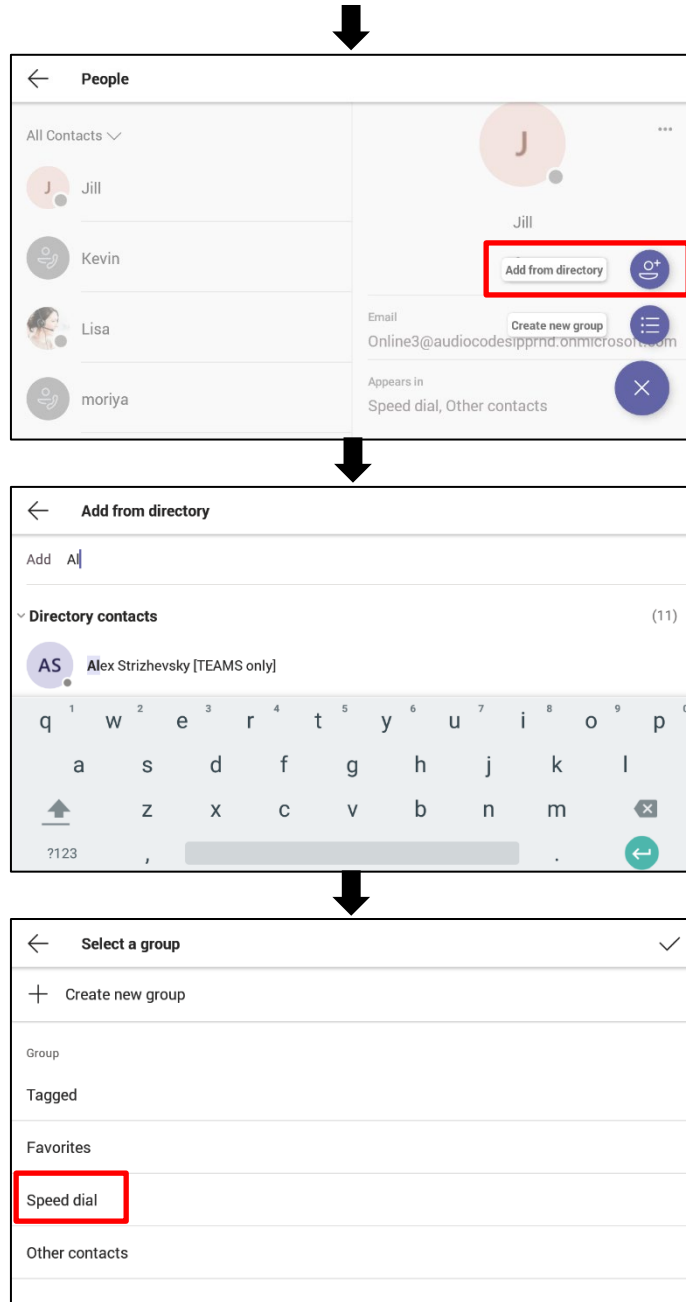 People
All Contacts
J
Jill
Kevin
Lisa
moriya
J
Jill
Add from directory
Create new group
Email
Online3@audiocodesipprnd.onmicrosoft.com
Appears in
Speed dial, Other contacts
Add from directory
Add Al
Directory contacts (11)
AS Alex Strizhevsky [TEAMS only]
q 1 w 2 e 3 r 4 t 5 y 6 u 7 i 8 o 9 p 0
a s d f g h j k l
z x c v b n m
?123 , .
Select a group
Create new group
Group
Tagged
Favorites
Speed dial
Other contacts